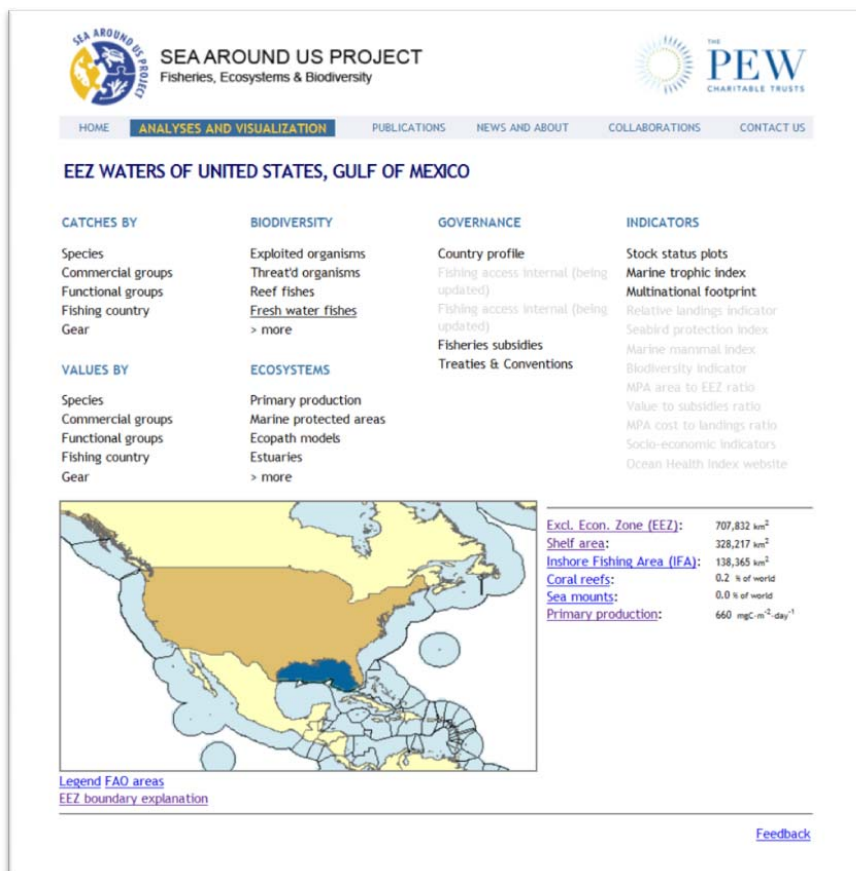 SEA AROUND US PROJECT
SEA AROUND US PROJECT
Fisheries, Ecosystems & Biodiversity
THE
PEW
CHARITABLE TRUSTS
HOME ANALYSES AND VISUALIZATION PUBLICATIONS NEWS AND ABOUT COLLABORATIONS CONTACT US
EEZ WATERS OF UNITED STATES, GULF OF MEXICO
CATCHES BY
Species
Commercial groups
Functional groups
Fishing country
Gear
VALUES BY
Species
Commercial groups
Functional groups
Fishing country
Gear
BIODIVERSITY
Exploited organisms
Threat'd organisms
Reef fishes
Fresh water fishes
> more
ECOSYSTEMS
Primary production
Marine protected areas
Ecopath models
Estuaries
> more
GOVERNANCE
Country profile
Fishing access internal (being
updated)
Fishing access internal (being
updated)
Fisheries subsidies
Treaties & Conventions
INDICATORS
Stock status plots
Marine trophic index
Multinational footprint
Relative landings indicator
Seabird protection index
Marine mammal index
Biodiversity indicator
MPA area to EEZ ratio
Value to subsidies ratio
MPA cost to landings ratio
Socio-economic indicators
Ocean Health Index website
Excl. Econ. Zone (EEZ): 707,832 km²
Shelf area: 328,217 km²
Inshore Fishing Area (IFA): 138,365 km²
Coral reefs: 0.2 % of world
Sea mounts: 0.0 % of world
Primary production: 660 mgC·m⁻²·day⁻¹
Legend FAO areas
EEZ boundary explanation
Feedback